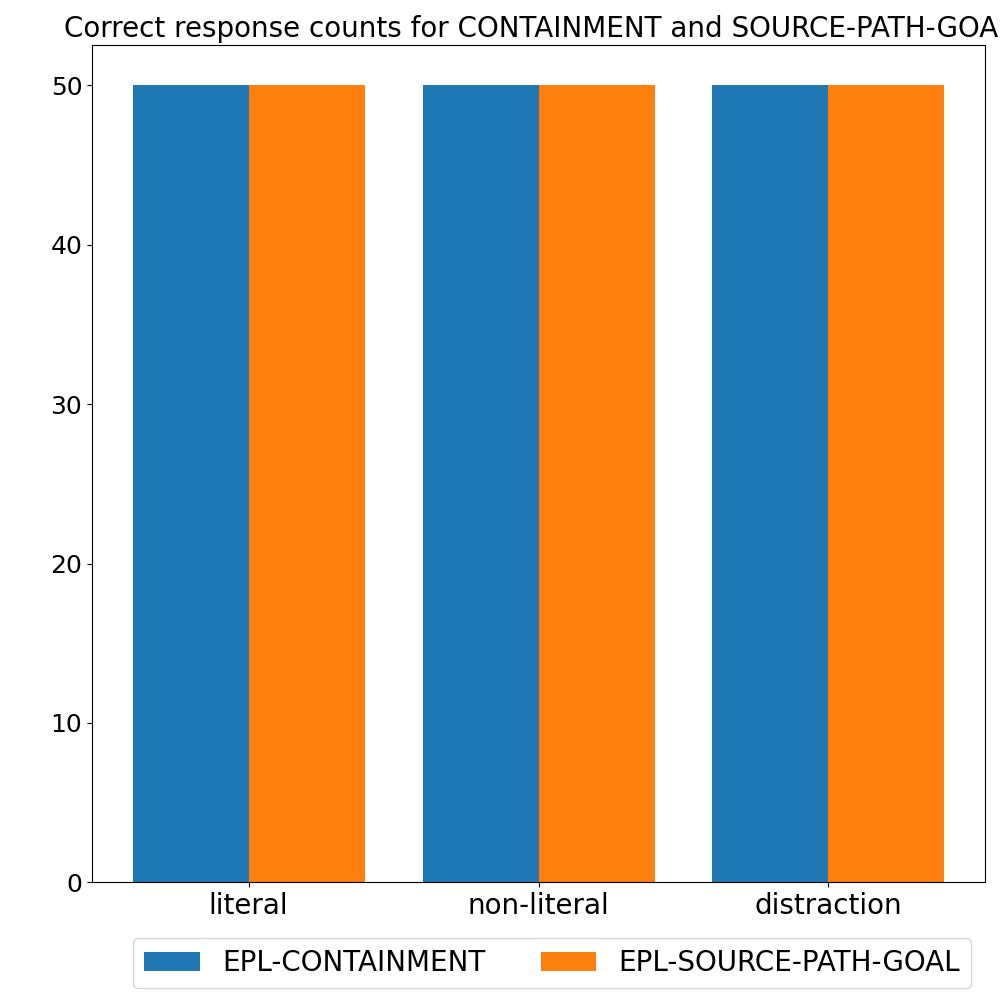 Correct response counts for CONTAINMENT and SOURCE-PATH-GOA
50
40
30
20
10
0
literal non-literal distraction
EPL-CONTAINMENT EPL-SOURCE-PATH-GOAL